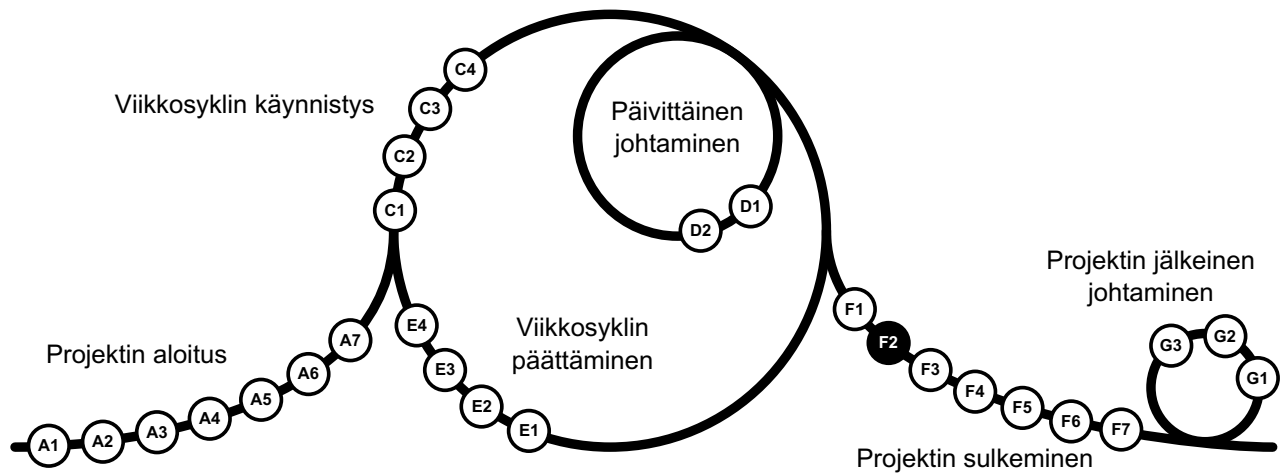 Viikkosyklin käynnistys
C4
C3
C2
C1
Päivittäinen
johtaminen
D1
D2
Projektin aloitus
A1
A2
A3
A4
A5
A6
A7
Viikkosyklin
päättäminen
E4
E3
E2
E1
F1
F2
F3
F4
F5
F6
F7
Projektin sulkeminen
Projektin jälkeinen
johtaminen
G3
G2
G1